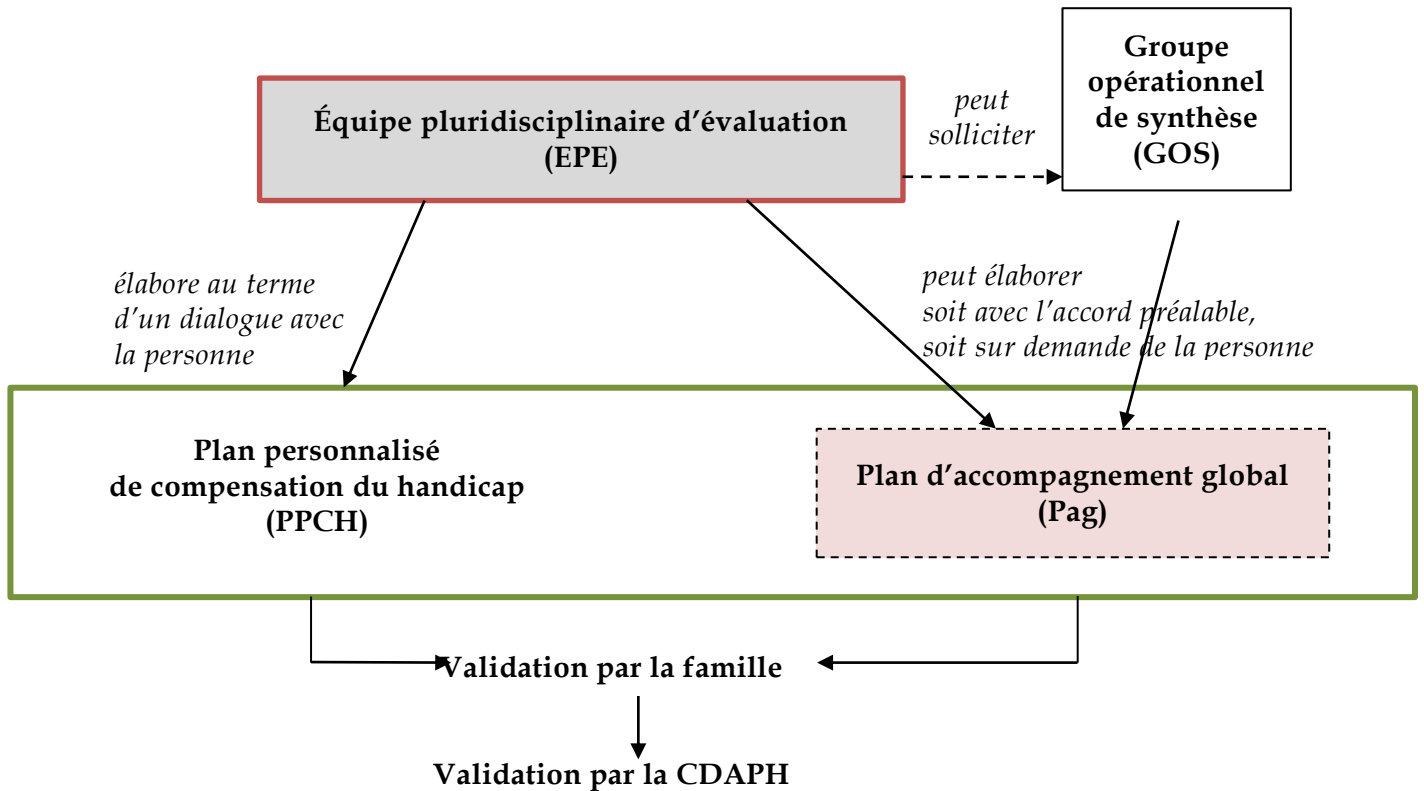 Groupe
opérationnel
de synthèse
(GOS)
Équipe pluridisciplinaire d’évaluation
(EPE)
peut
solliciter
élabore au terme
d’un dialogue avec
la personne
peut élaborer
soit avec l’accord préalable,
soit sur demande de la personne
Plan personnalisé
de compensation du handicap
(PPCH)
Plan d’accompagnement global
(Pag)
Validation par la famille
Validation par la CDAPH